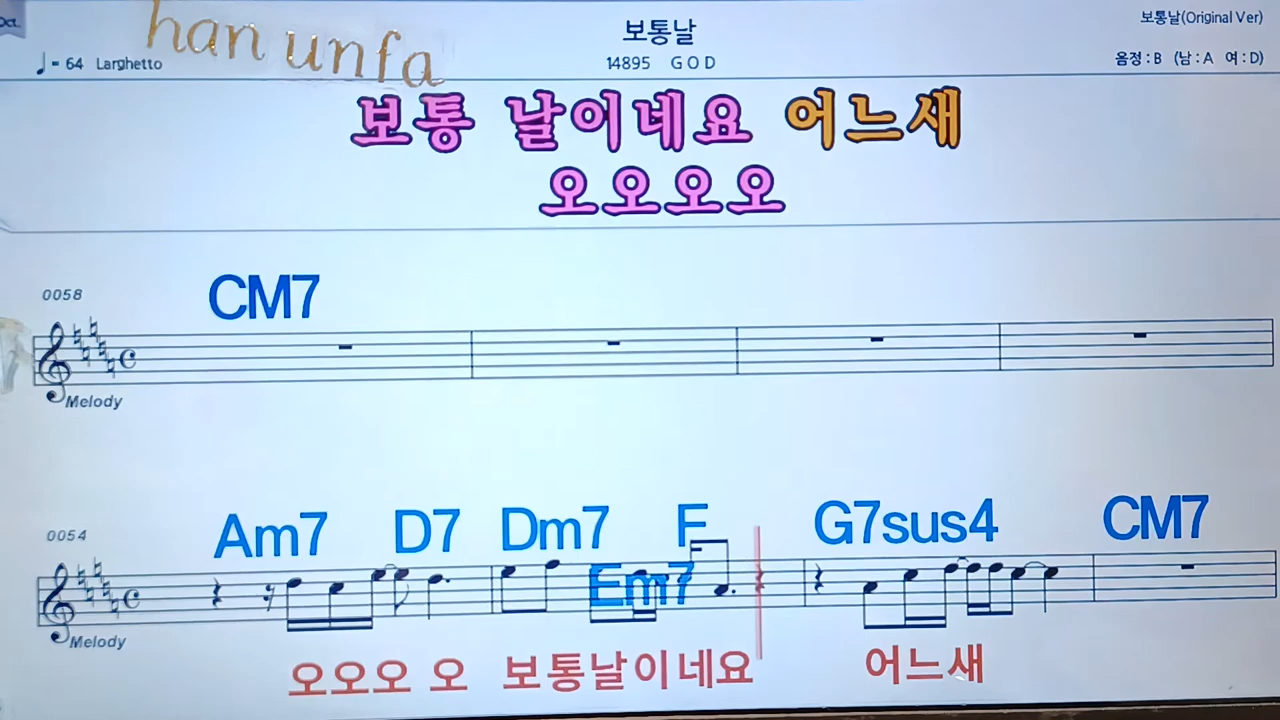 Oct.
han unfa
보통날
보통날(Original Ver)
♩= 64 Larghetto
14895 G O D
음정 : B (남 : A 여 : D)
보통 날이네요 어느새
오오오오
CM7
0058
Melody
Am7 D7 Dm7 F G7sus4 CM7
0054
Em7
Melody
오오오 오 보통날이네요 어느새